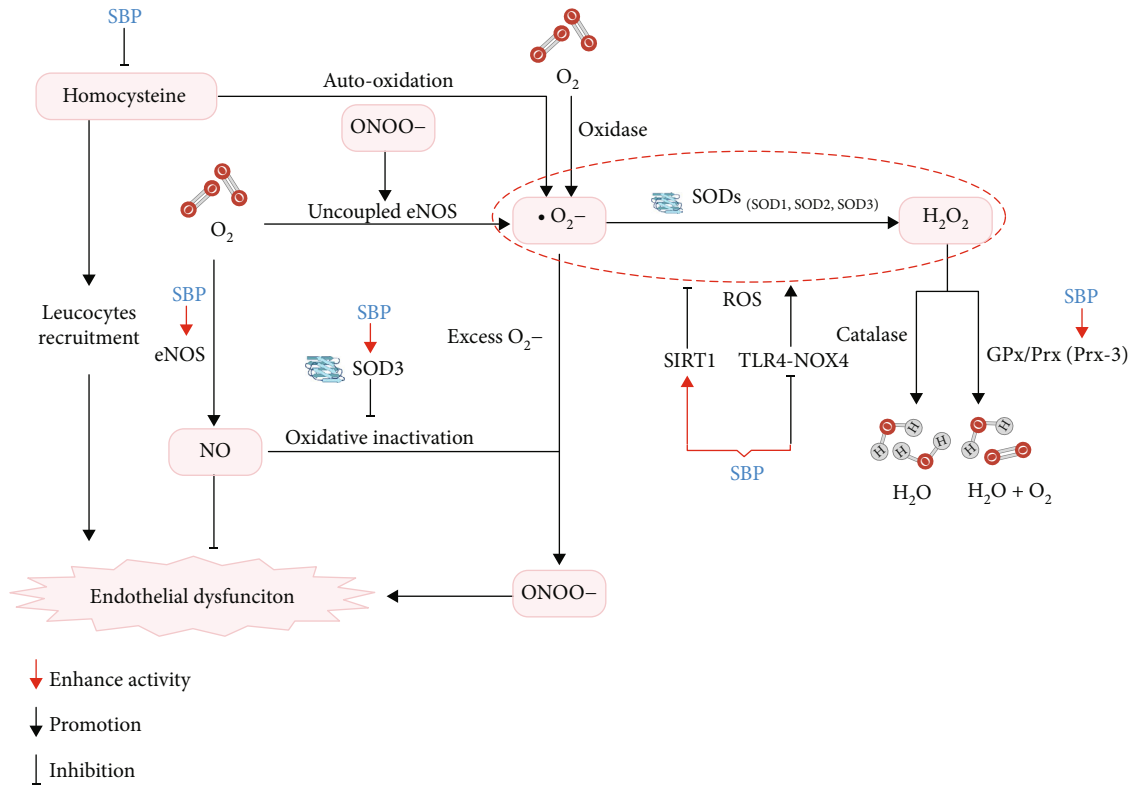 SBP
O₂
Homocysteine
Auto-oxidation
ONOO−
Oxidase
O₂
Uncoupled eNOS
• O₂−
SODs (SOD1, SOD2, SOD3)
H₂O₂
ROS
SBP
eNOS
Leucocytes
recruitment
SBP
SOD3
Excess O₂−
SIRT1
TLR4-NOX4
Catalase
SBP
GPx/Prx (Prx-3)
NO
Oxidative inactivation
SBP
O H H H H O
O H H O O
H₂O
H₂O + O₂
Endothelial dysfunciton
ONOO−
Enhance activity
Promotion
Inhibition